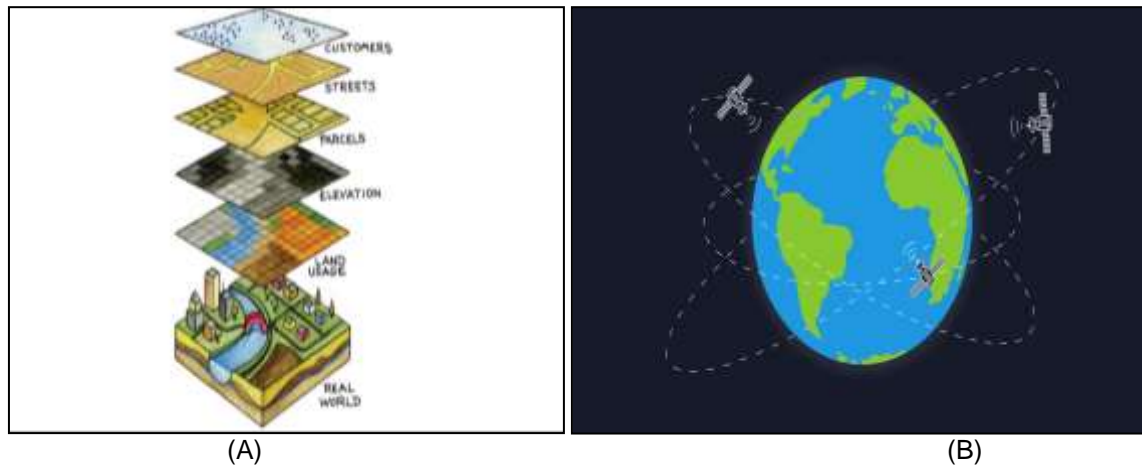 CUSTOMERS
STREETS
PARCELS
ELEVATION
LAND
USAGE
REAL
WORLD
(A)
(B)